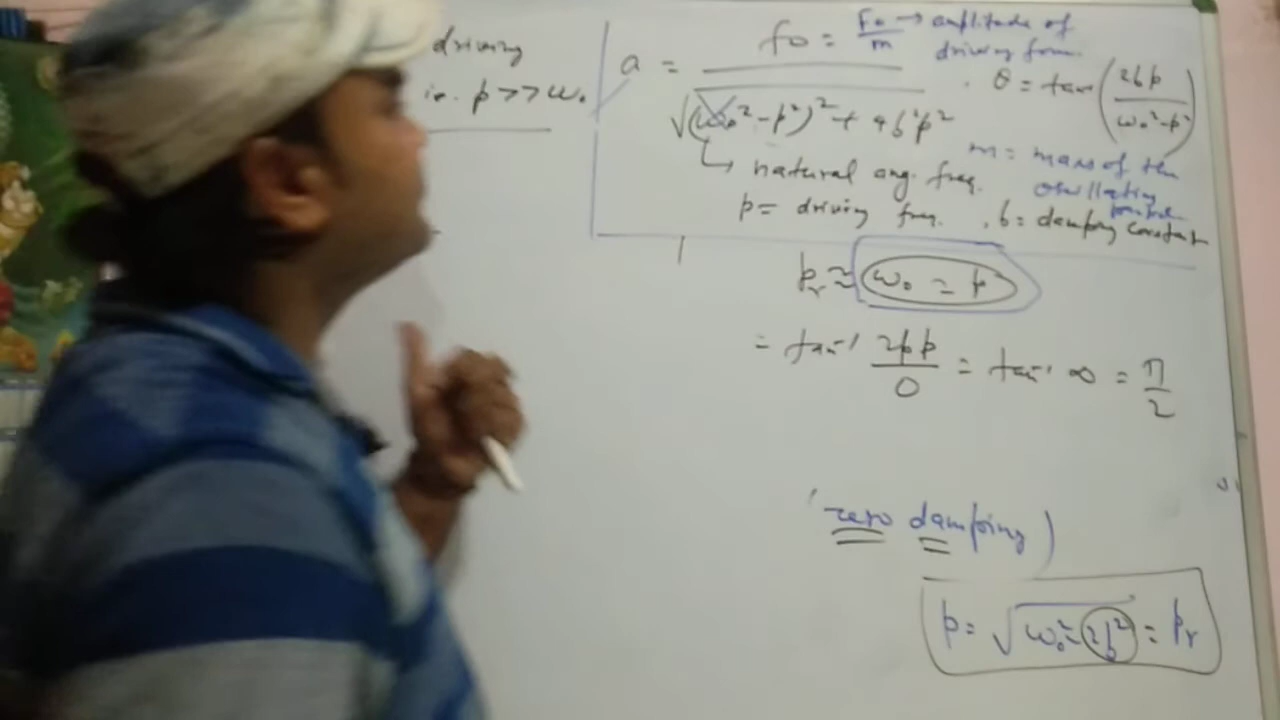 driving
i.e. p >> ω₀
a = f₀ = F₀/m → amplitude of
driving force
√(ω₀² - p²)² + 4b²p²
θ = tan⁻¹ (2bp / ω₀² - p²)
↳ natural ang. freq.
m = mass of the
oscillating
p = driving freq. , b = damping constant
pᵣ ≈ ω₀ = p
= tan⁻¹ 2bp/0 = tan⁻¹ ∞ = π/2
(zero damping)
p = √ω₀² - 2b² = pᵣ